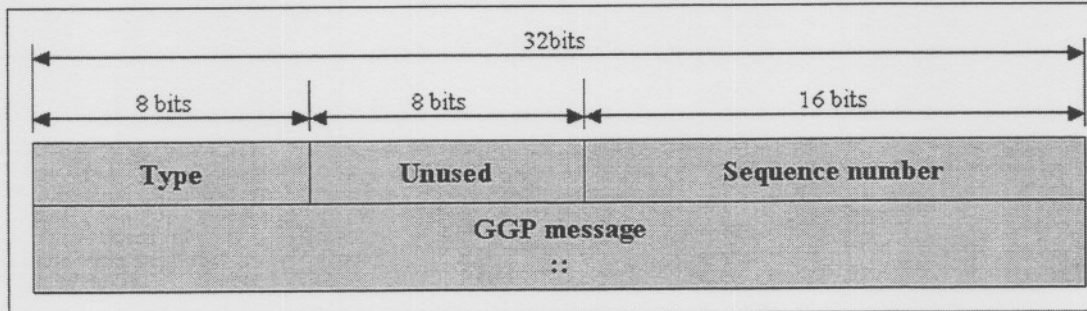 32bits
8 bits 8 bits 16 bits
Type Unused Sequence number
GGP message
::